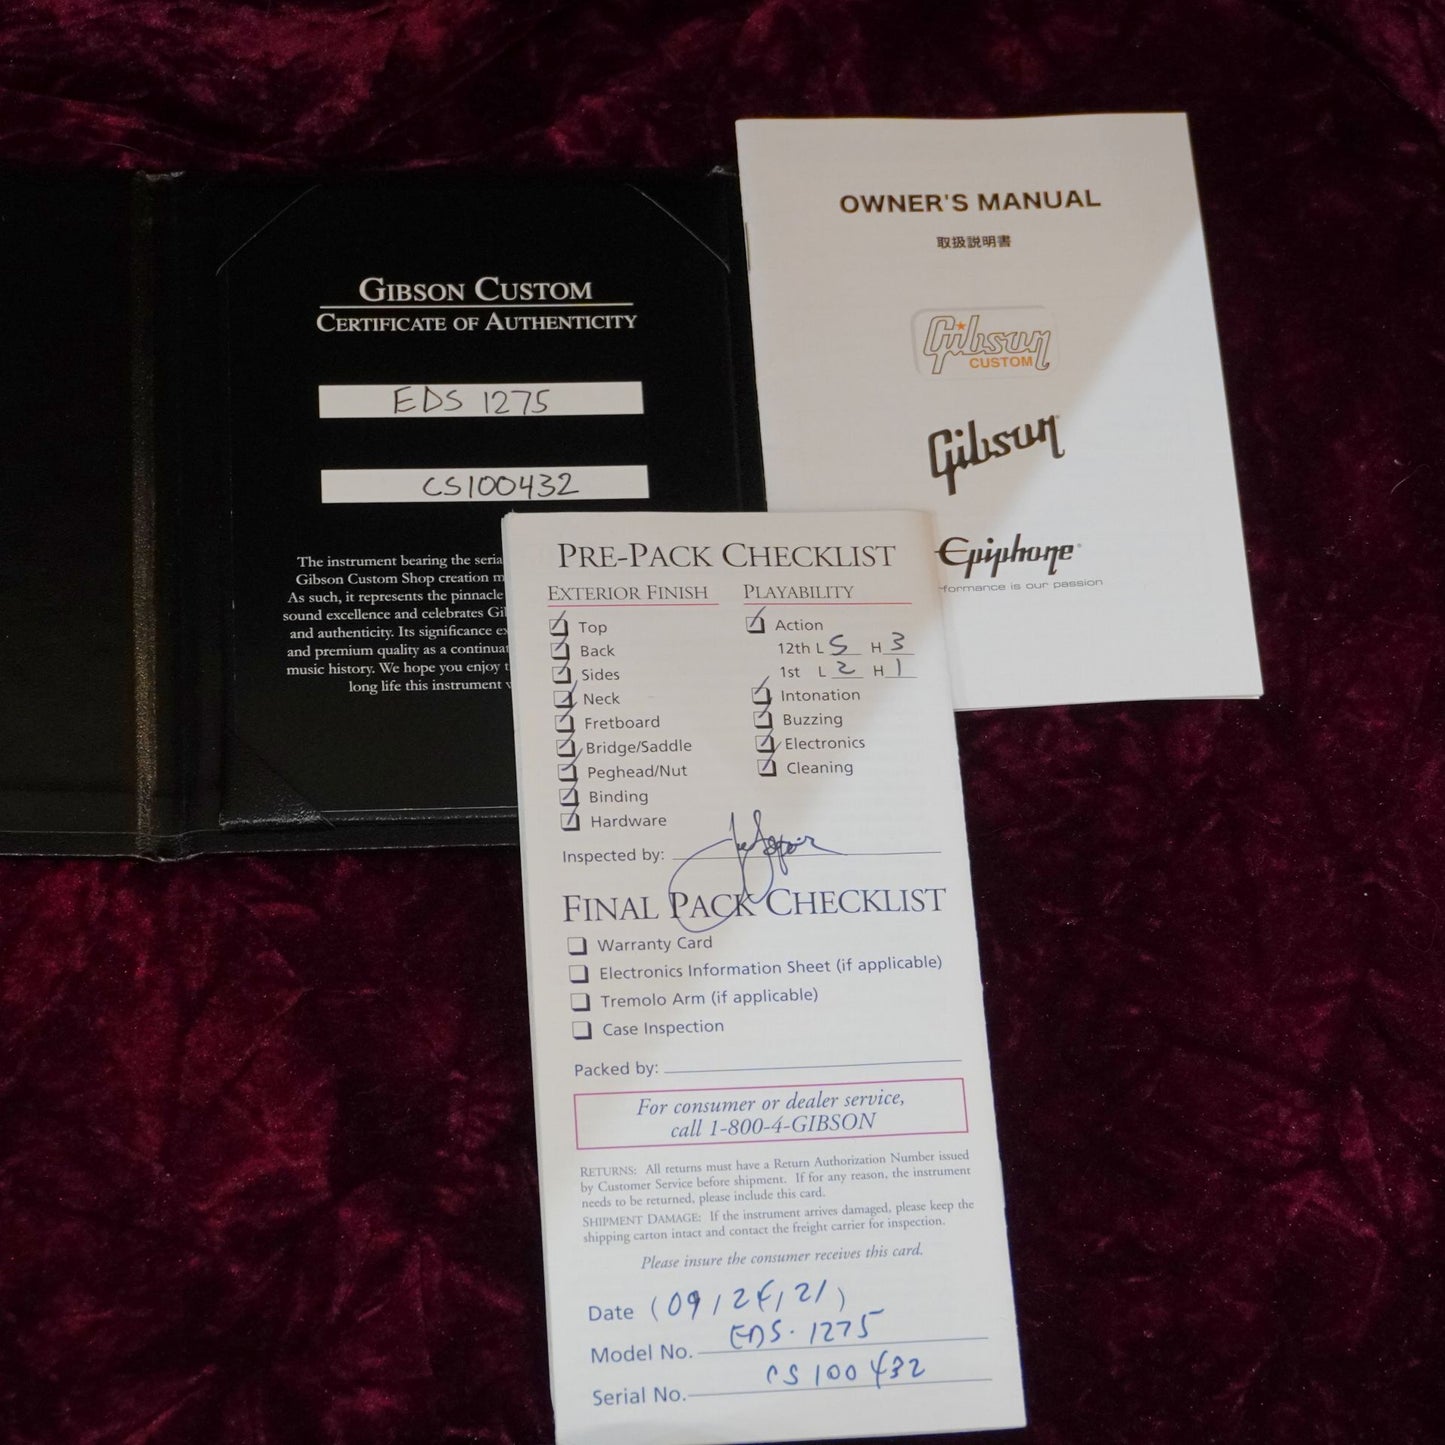 GIBSON CUSTOM
CERTIFICATE OF AUTHENTICITY
EDS 1275
CS100432
The instrument bearing the seria
Gibson Custom Shop creation m
As such, it represents the pinnacle
sound excellence and celebrates Gi
and authenticity. Its significance e
and premium quality as a continua
music history. We hope you enjoy t
long life this instrument
OWNER'S MANUAL
取扱説明書
Gibson
CUSTOM
Gibson
Epiphone
formance is our passion
PRE-PACK CHECKLIST
EXTERIOR FINISH
Top
Back
Sides
Neck
Fretboard
Bridge/Saddle
Peghead/Nut
Binding
Hardware
PLAYABILITY
Action
12th L 5 H 3
1st L 2 H 1
Intonation
Buzzing
Electronics
Cleaning
Inspected by:
FINAL PACK CHECKLIST
Warranty Card
Electronics Information Sheet (if applicable)
Tremolo Arm (if applicable)
Case Inspection
Packed by:
For consumer or dealer service,
call 1-800-4-GIBSON
RETURNS: All returns must have a Return Authorization Number issued
by Customer Service before shipment. If for any reason, the instrument
needs to be returned, please include this card.
SHIPMENT DAMAGE: If the instrument arrives damaged, please keep the
shipping carton intact and contact the freight carrier for inspection.
Please insure the consumer receives this card.
Date
Model No. EDS-1275
Serial No. CS100432